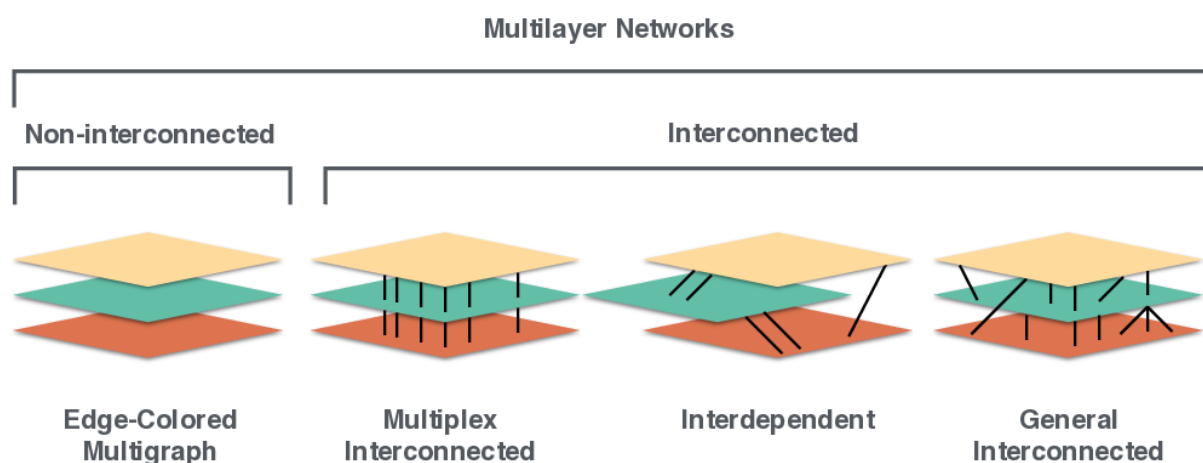 Multilayer Networks
Non-interconnected
Interconnected
Edge-Colored
Multigraph
Multiplex
Interconnected
Interdependent
General
Interconnected